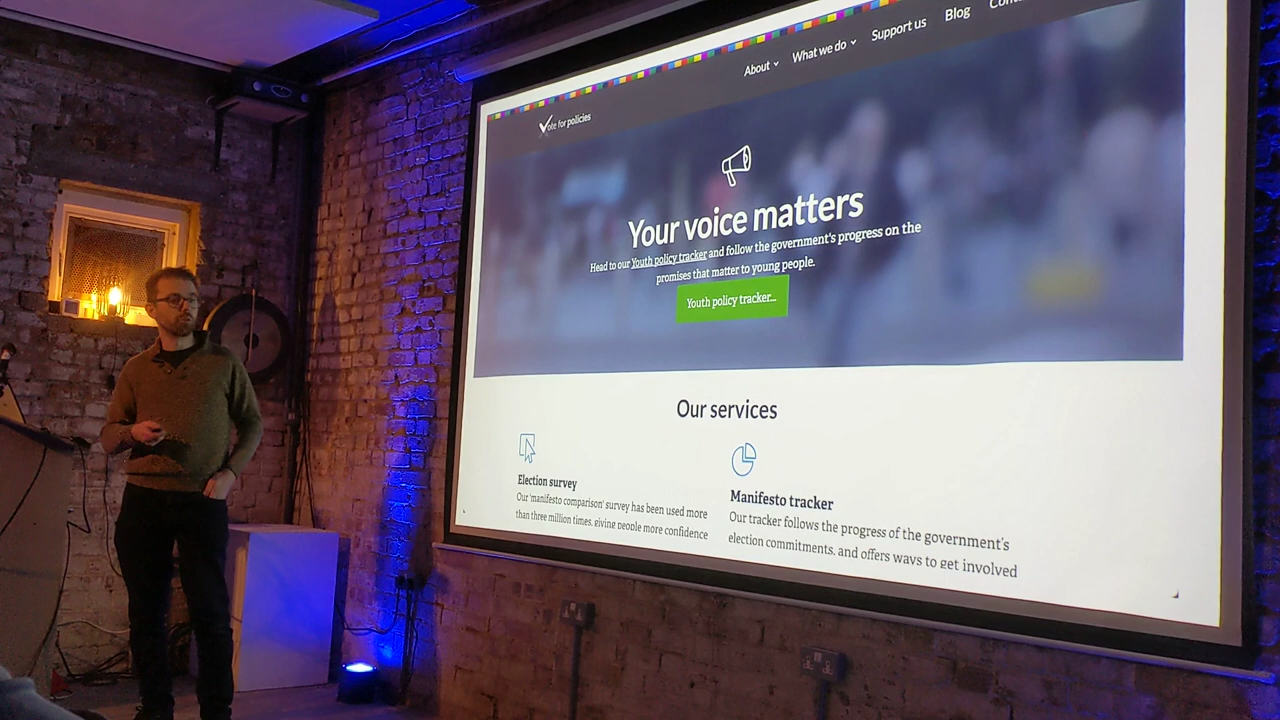 About
What we do
Support us
Blog
Vote for policies
Your voice matters
Head to our Youth policy tracker and follow the government's progress on the
promises that matter to young people.
Youth policy tracker...
Our services
Election survey
Our 'manifesto comparison' survey has been used more
than three million times, giving people more confidence
Manifesto tracker
Our tracker follows the progress of the government's
election commitments, and offers ways to get involved